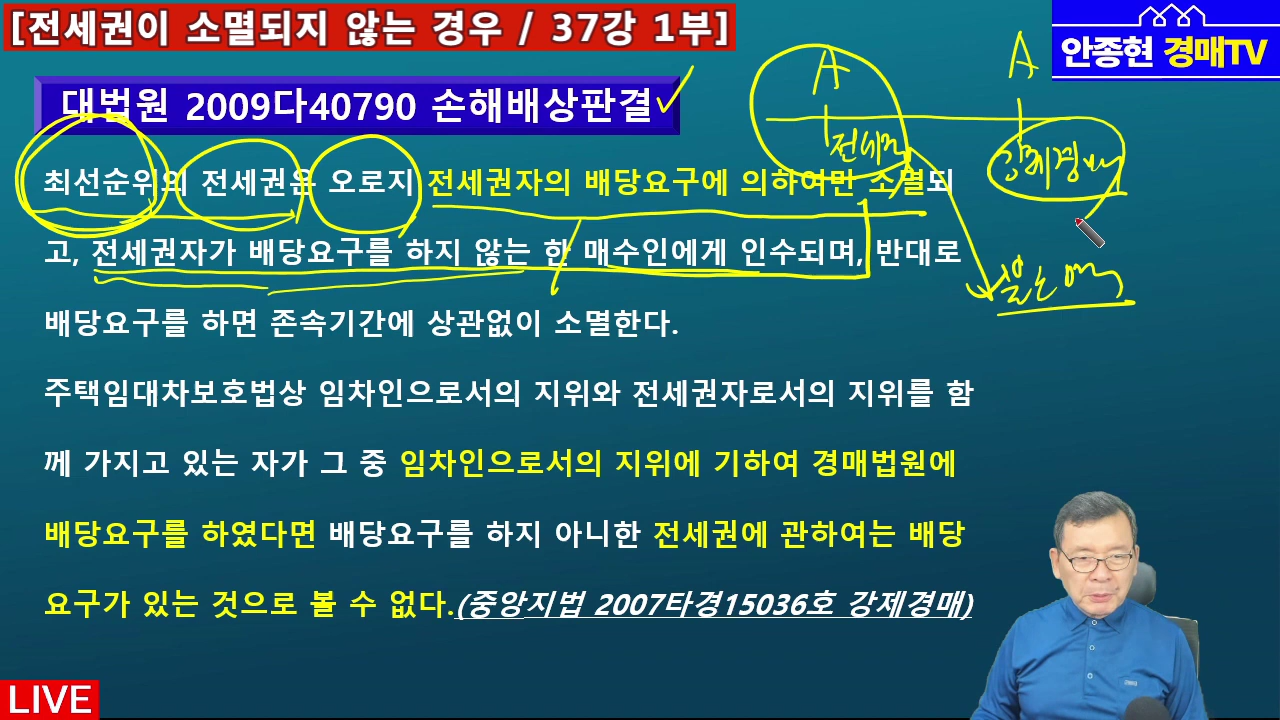 [전세권이 소멸되지 않는 경우 / 37강 1부]
안종현 경매TV
대법원 2009다40790 손해배상판결
A
A
강제경매
최선순위의 전세권은 오로지 전세권자의 배당요구에 의하여만 소멸되
고, 전세권자가 배당요구를 하지 않는 한 매수인에게 인수되며, 반대로
배당요구를 하면 존속기간에 상관없이 소멸한다.
주택임대차보호법상 임차인으로서의 지위와 전세권자로서의 지위를 함
께 가지고 있는 자가 그 중 임차인으로서의 지위에 기하여 경매법원에
배당요구를 하였다면 배당요구를 하지 아니한 전세권에 관하여는 배당
요구가 있는 것으로 볼 수 없다.(중앙지법 2007타경15036호 강제경매)
LIVE